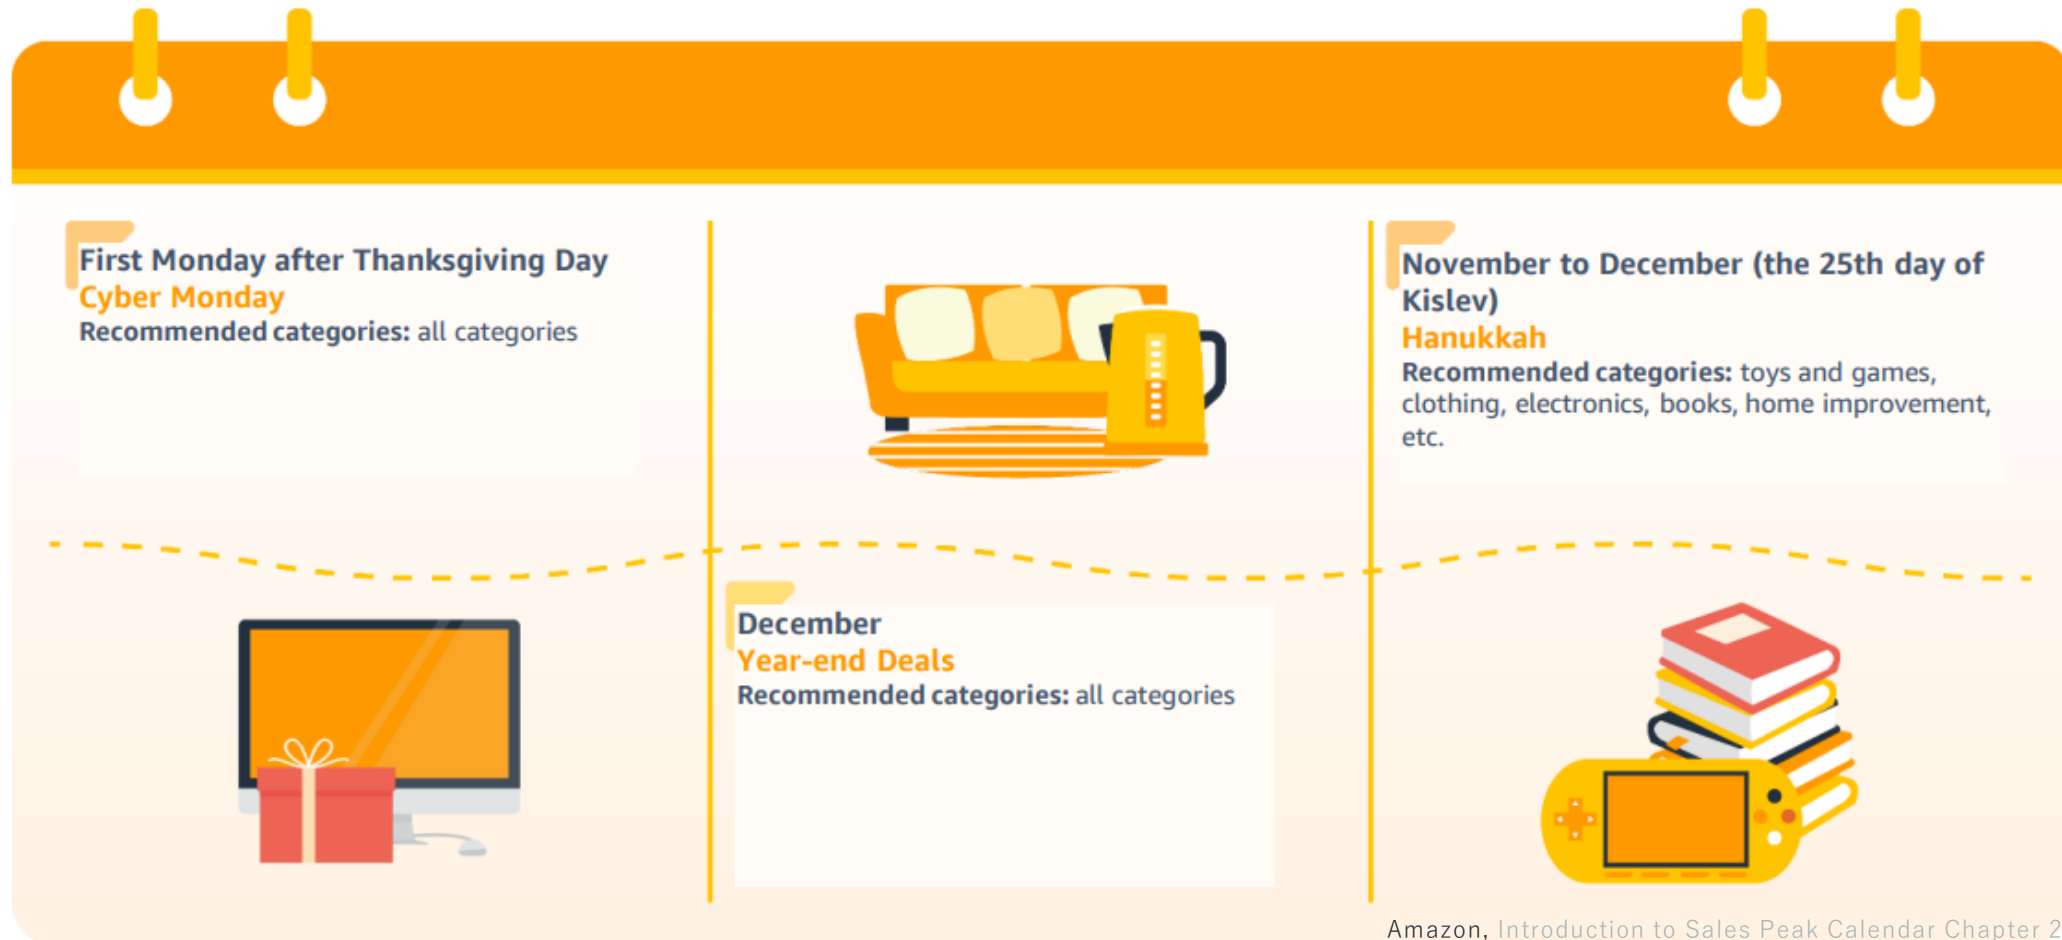 First Monday after Thanksgiving Day
Cyber Monday
Recommended categories: all categories
November to December (the 25th day of
Kislev)
Hanukkah
Recommended categories: toys and games,
clothing, electronics, books, home improvement,
etc.
December
Year-end Deals
Recommended categories: all categories
Amazon, Introduction to Sales Peak Calendar Chapter 2